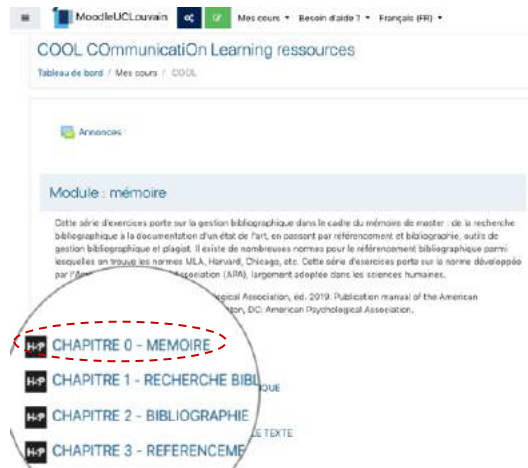 MoodleUCLouvain Mes cours Besoin d'aide ? Français (FR)
COOL COmmunicatiOn Learning ressources
Tableau de bord / Mes cours / COOL
Annonces
Module : mémoire
Cette série d'exercices porte sur la gestion bibliographique dans le cadre du mémoire de master : de la recherche
bibliographique à la documentation d'un état de l'art, en passant par référencement et bibliographie, outils de
gestion bibliographique et plagiat. Il existe de nombreuses normes pour le référencement bibliographique parmi
lesquelles on trouve les normes MLA, Harvard, Chicago, etc. Cette série d'exercices porte sur la norme développée
par Association (APA), largement adoptée dans les sciences humaines.
Association, éd. 2019. Publication manual of the American
DC: American Psychological Association.
H-P CHAPITRE 0 - MEMOIRE
H-P CHAPITRE 1 - RECHERCHE BIBL
QUE
H-P CHAPITRE 2 - BIBLIOGRAPHIE
LE TEXTE
H-P CHAPITRE 3 - REFERENCEME